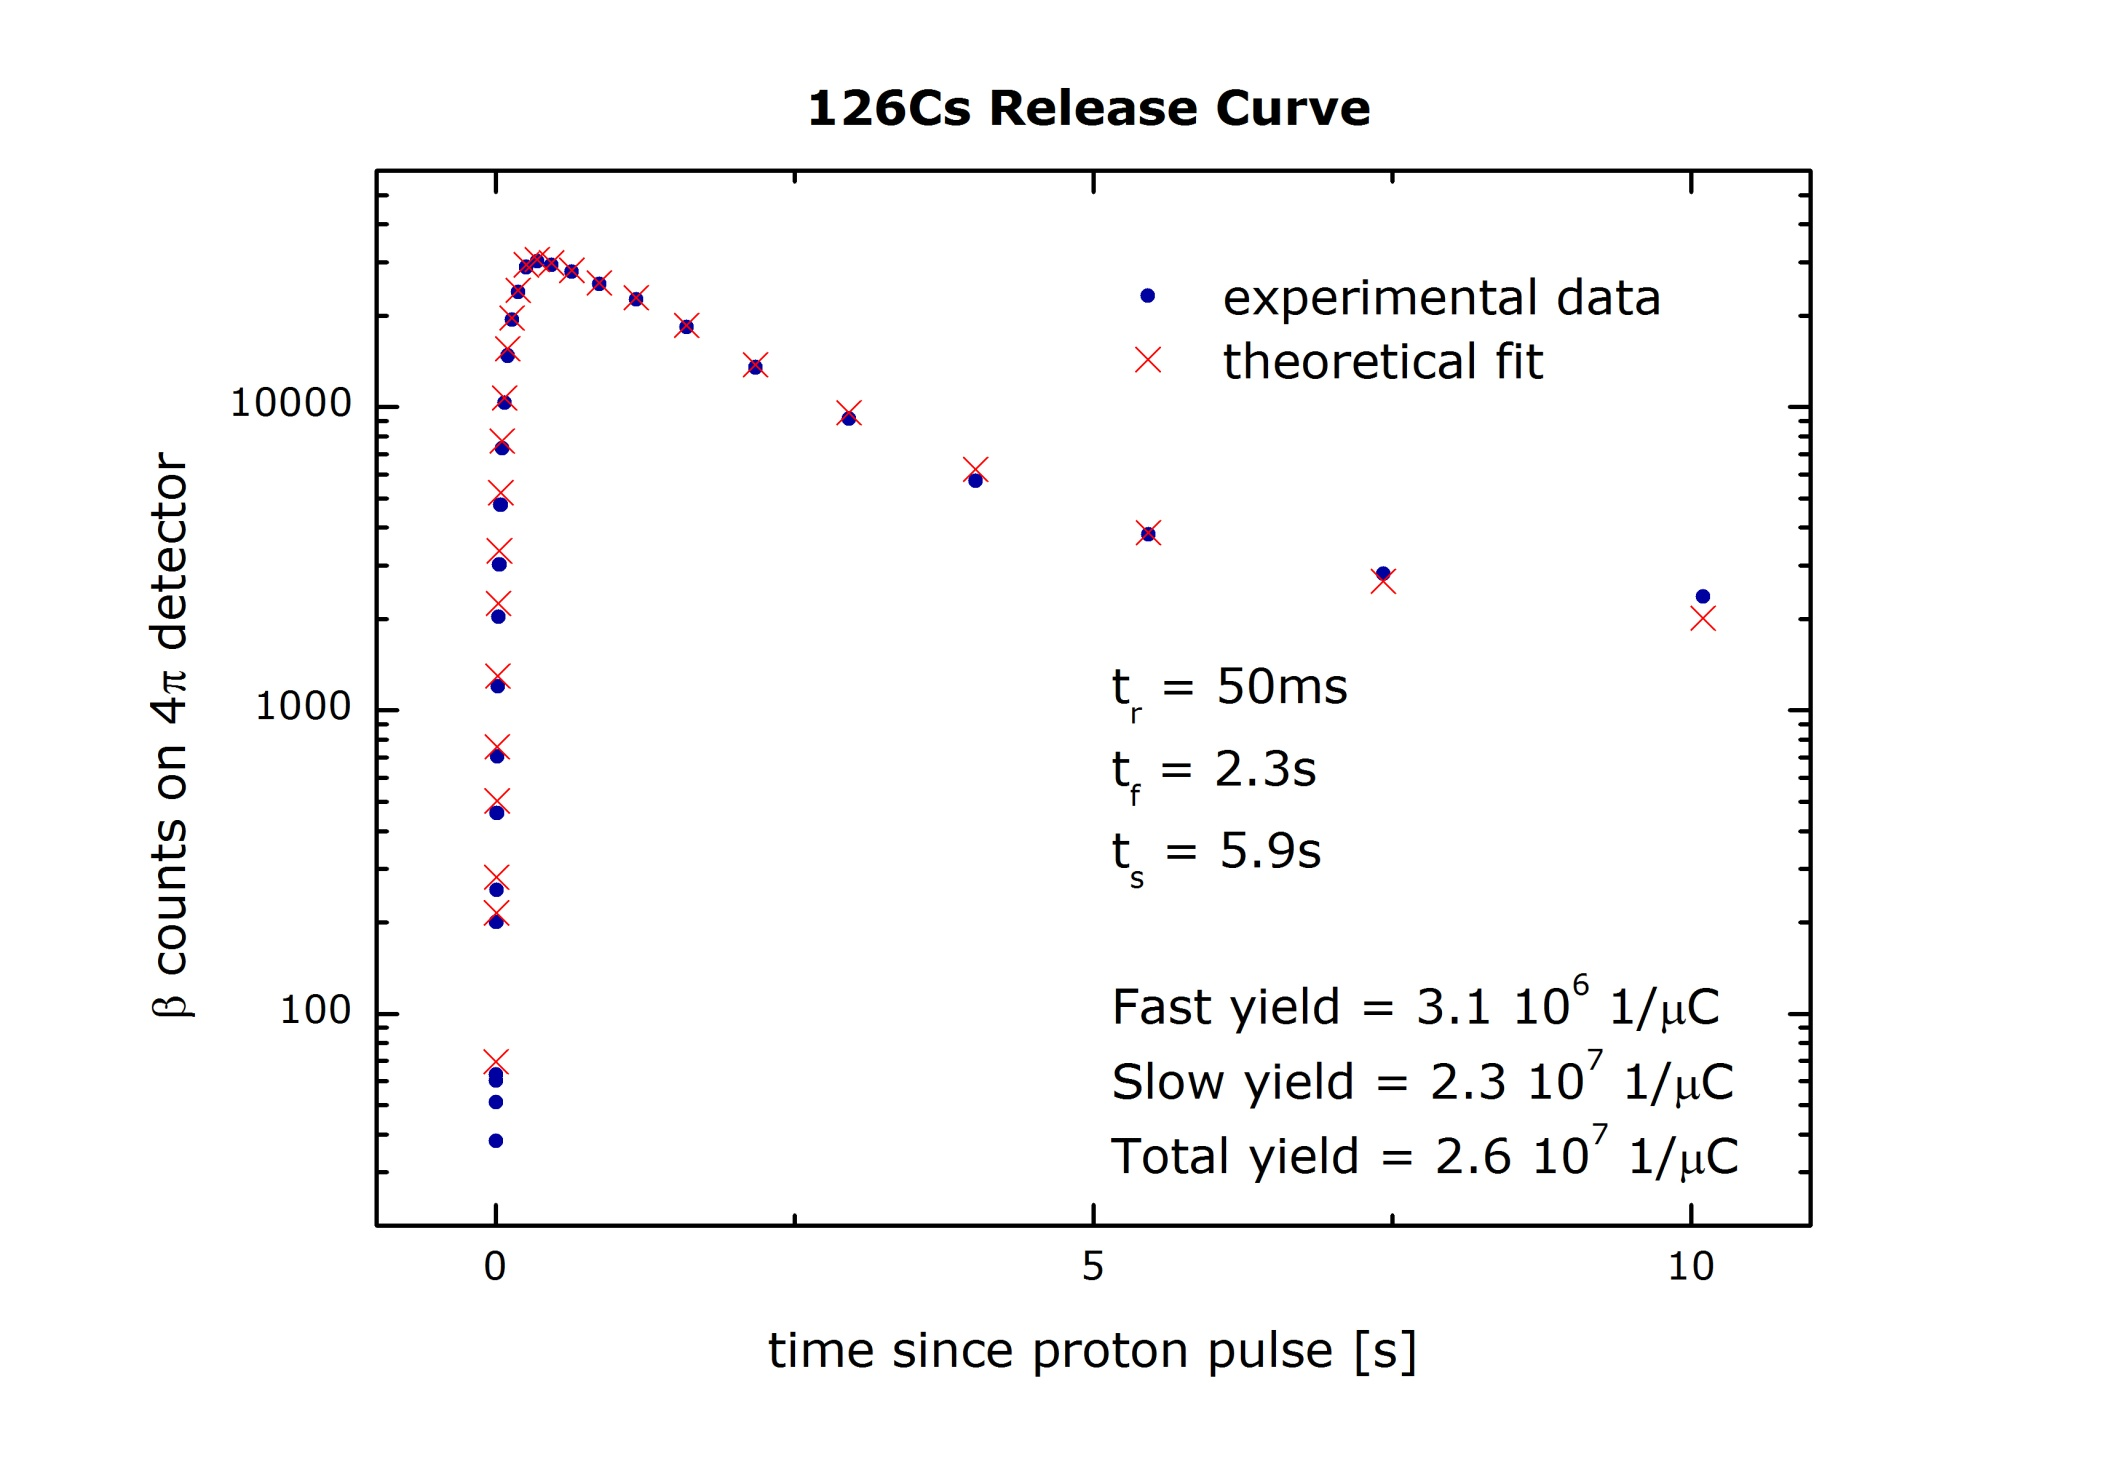 126Cs Release Curve
experimental data
theoretical fit
10000
1000
100
β counts on 4π detector
t_r = 50ms
t_f = 2.3s
t_s = 5.9s
Fast yield = 3.1 10^6 1/μC
Slow yield = 2.3 10^7 1/μC
Total yield = 2.6 10^7 1/μC
0 5 10
time since proton pulse [s]